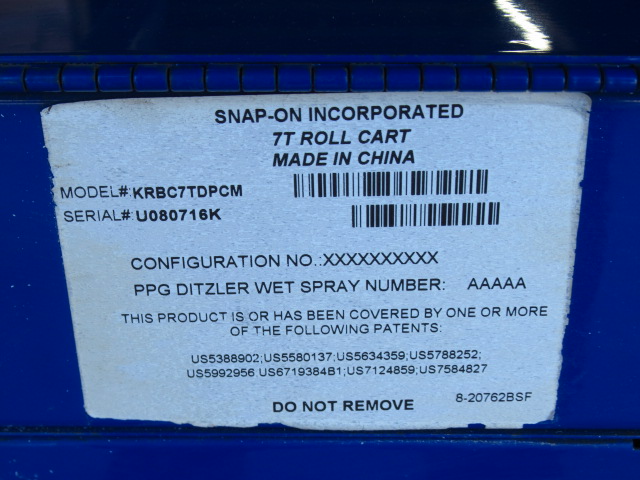 SNAP-ON INCORPORATED
7T ROLL CART
MADE IN CHINA
MODEL#:KRBC7TDPCM
SERIAL#:U080716K
CONFIGURATION NO.:XXXXXXXXXX
PPG DITZLER WET SPRAY NUMBER: AAAAA
THIS PRODUCT IS OR HAS BEEN COVERED BY ONE OR MORE
OF THE FOLLOWING PATENTS:
US5388902;US5580137;US5634359;US5788252;
US5992956 US6719384B1;US7124859;US7584827
DO NOT REMOVE
8-20762BSF